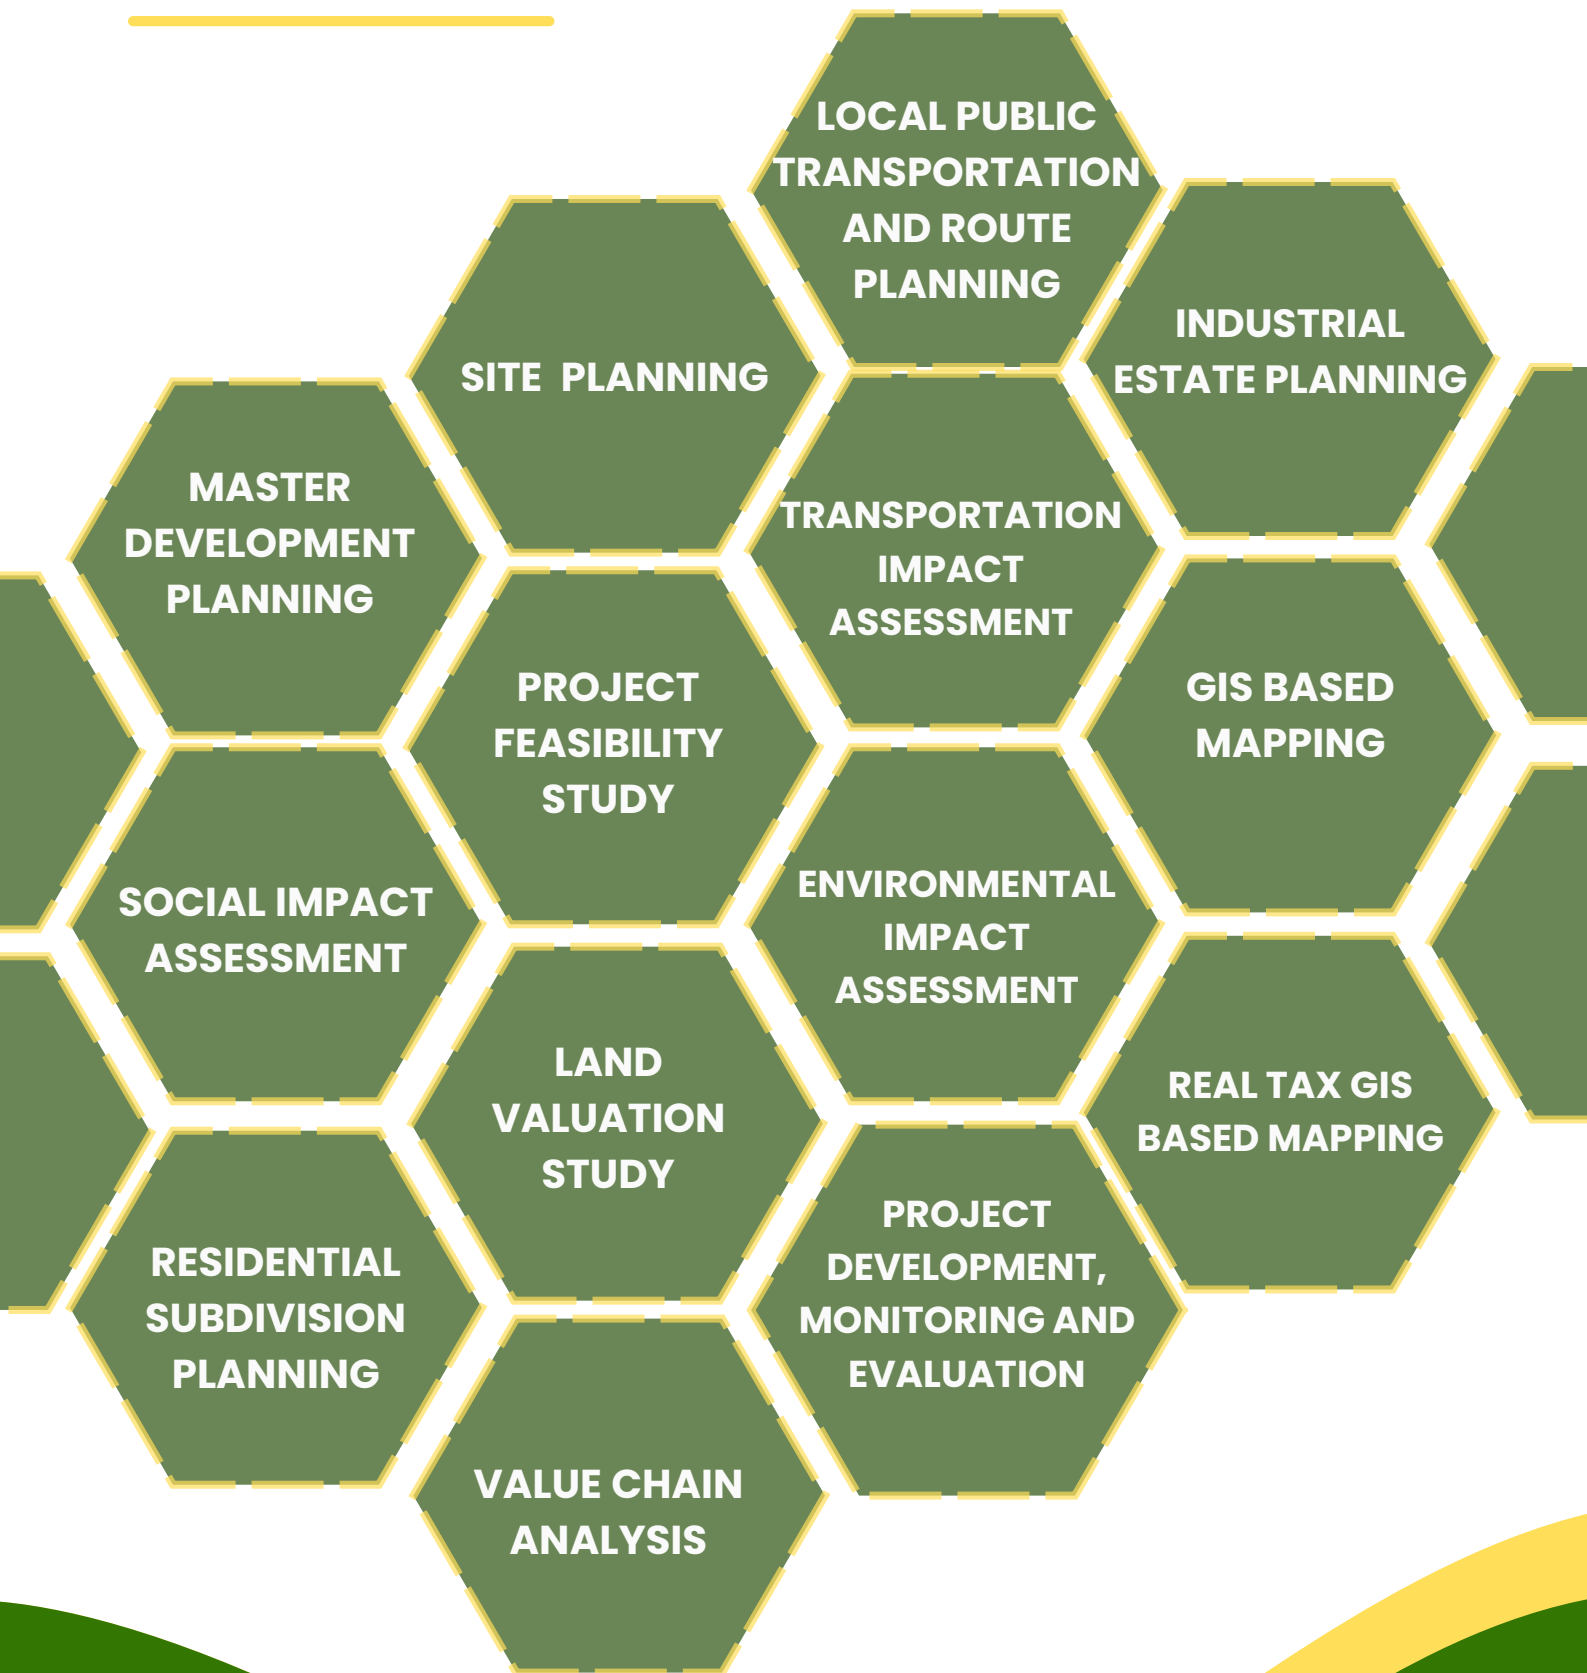 LOCAL PUBLIC
TRANSPORTATION
AND ROUTE
PLANNING
INDUSTRIAL
ESTATE PLANNING
SITE PLANNING
MASTER
DEVELOPMENT
PLANNING
TRANSPORTATION
IMPACT
ASSESSMENT
PROJECT
FEASIBILITY
STUDY
GIS BASED
MAPPING
SOCIAL IMPACT
ASSESSMENT
ENVIRONMENTAL
IMPACT
ASSESSMENT
LAND
VALUATION
STUDY
REAL TAX GIS
BASED MAPPING
RESIDENTIAL
SUBDIVISION
PLANNING
PROJECT
DEVELOPMENT,
MONITORING AND
EVALUATION
VALUE CHAIN
ANALYSIS